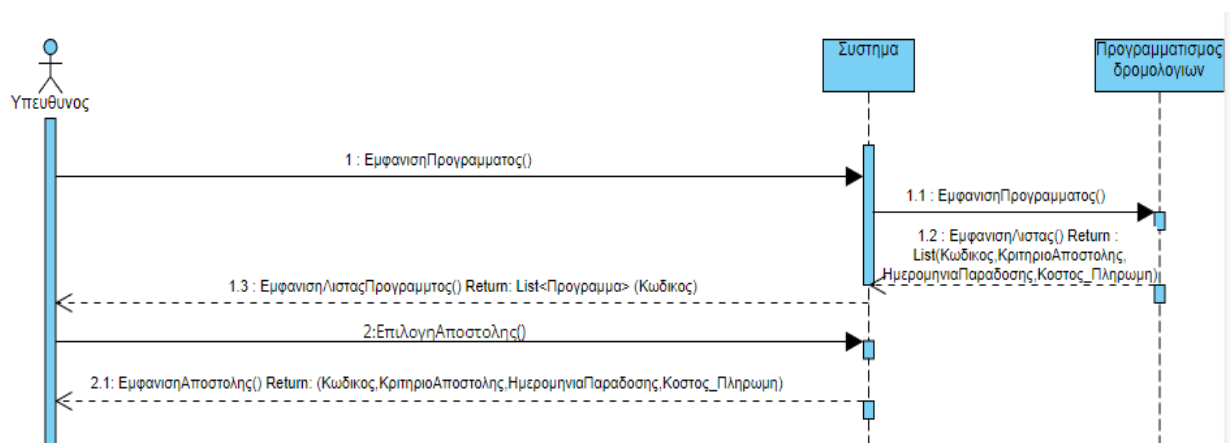 Συστημα
Προγραμματισμος
δρομολογιων
Υπευθυνος
1 : ΕμφανισηΠρογραμματος()
1.1 : ΕμφανισηΠρογραμματος()
1.2 : ΕμφανισηΛιστας() Return :
List(Κωδικος,ΚριτηριοΑποστολης,
ΗμερομηνιαΠαραδοσης,Κοστος_Πληρωμη)
1.3 : ΕμφανισηΛισταςΠρογραμμτος() Return: List<Προγραμμα> (Κωδικος)
2:ΕπιλογηΑποστολης()
2.1: ΕμφανισηΑποστολης() Return: (Κωδικος,ΚριτηριοΑποστολης,ΗμερομηνιαΠαραδοσης,Κοστος_Πληρωμη)